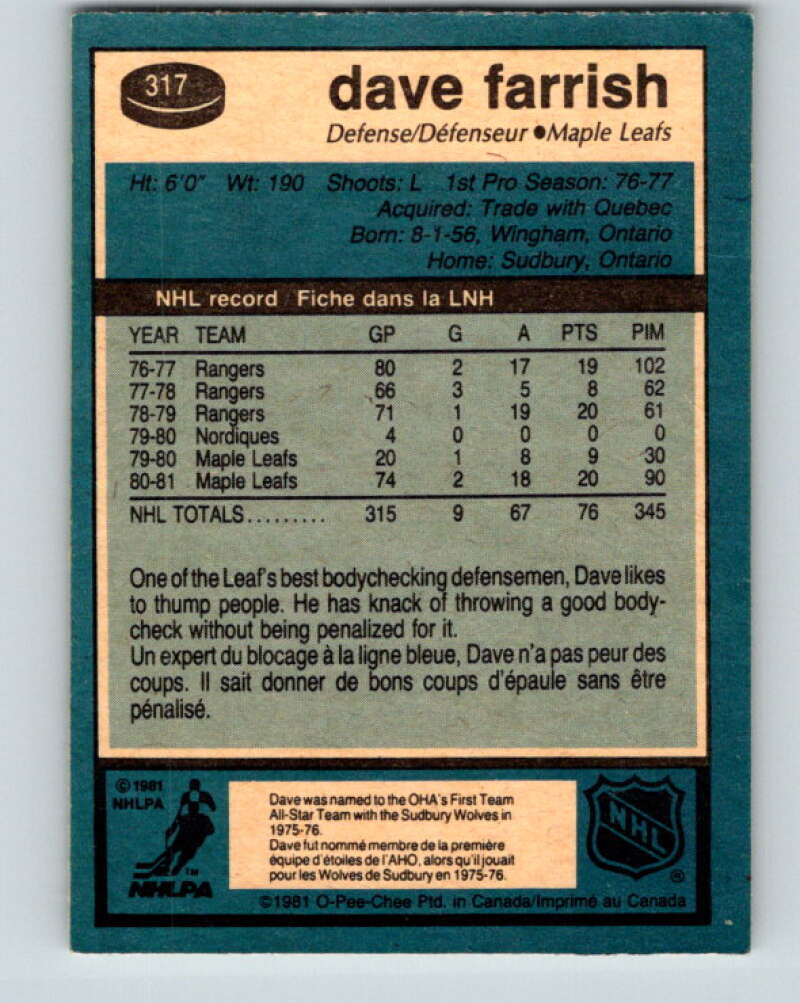 317
dave farrish
Defense/Défenseur ●Maple Leafs
Ht: 6'0" Wt: 190 Shoots: L 1st Pro Season: 76-77
Acquired: Trade with Quebec
Born: 8-1-56, Wingham, Ontario
Home: Sudbury, Ontario
NHL record Fiche dans la LNH
YEAR TEAM GP G A PTS PIM
76-77 Rangers 80 2 17 19 102
77-78 Rangers 66 3 5 8 62
78-79 Rangers 71 1 19 20 61
79-80 Nordiques 4 0 0 0 0
79-80 Maple Leafs 20 1 8 9 30
80-81 Maple Leafs 74 2 18 20 90
NHL TOTALS......... 315 9 67 76 345
One of the Leaf's best bodychecking defensemen, Dave likes
to thump people. He has knack of throwing a good body-
check without being penalized for it.
Un expert du blocage à la ligne bleue, Dave n'a pas peur des
coups. Il sait donner de bons coups d'épaule sans être
pénalisé.
©1981
NHLPA
TM
NHLPA
Dave was named to the OHA's First Team
All-Star Team with the Sudbury Wolves in
1975-76.
Dave fut nommé membre de la première
équipe d'étoiles de l'AHO, alors qu'il jouait
pour les Wolves de Sudbury en 1975-76.
NHL
®
©1981 O-Pee-Chee Ptd. in Canada/Imprimé au Canada